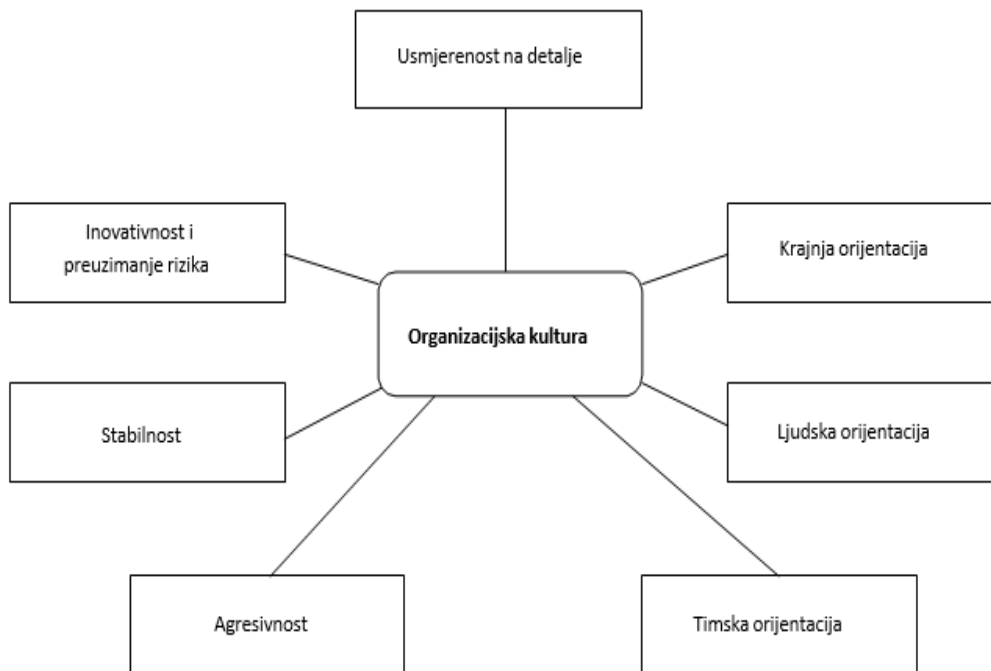 Usmjerenost na detalje
Inovativnost i
preuzimanje rizika
Krajnja orijentacija
Organizacijska kultura
Stabilnost
Ljudska orijentacija
Agresivnost
Timska orijentacija